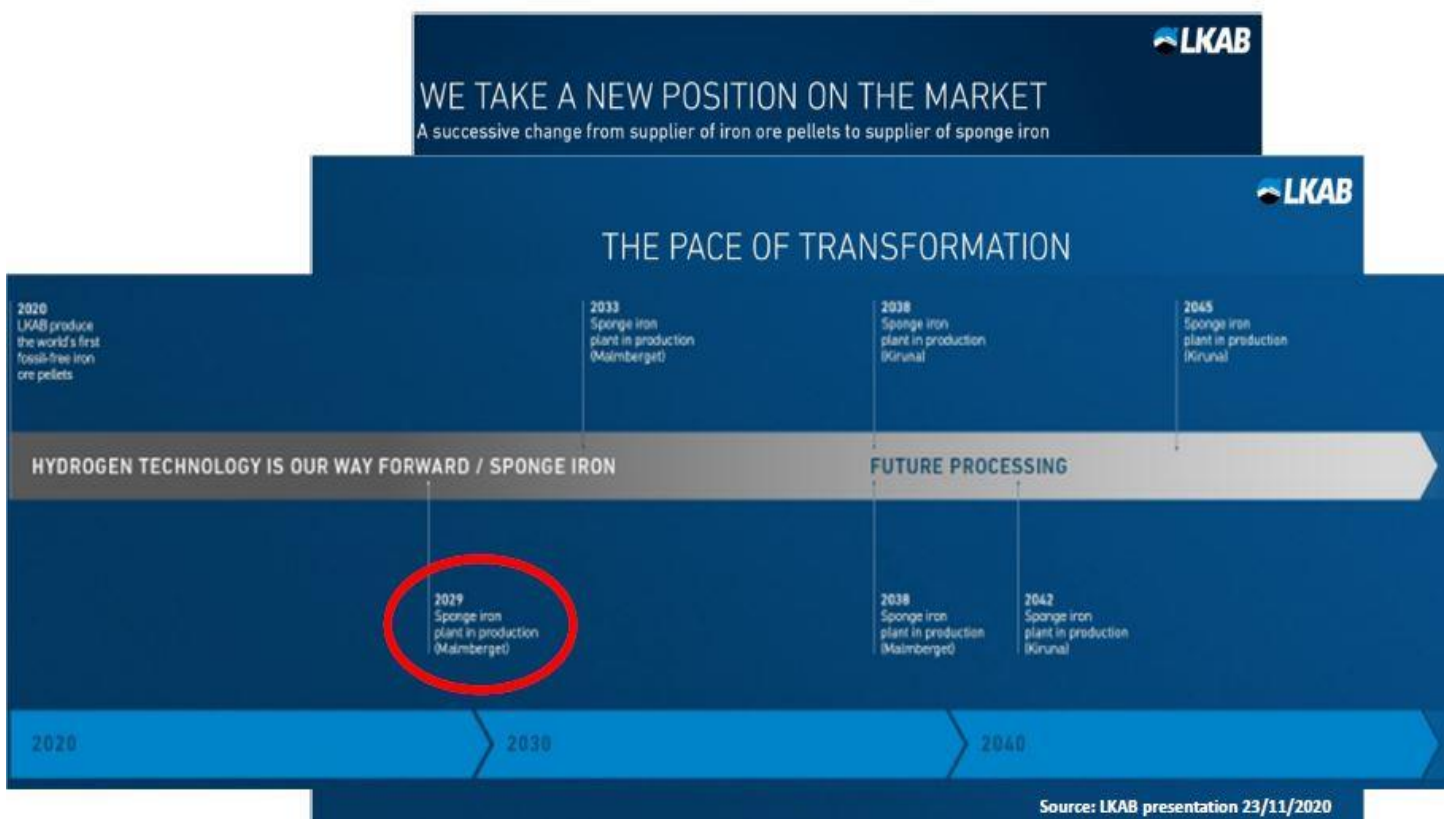 LKAB
WE TAKE A NEW POSITION ON THE MARKET
A successive change from supplier of iron ore pellets to supplier of sponge iron
LKAB
THE PACE OF TRANSFORMATION
2020
LKAB produce
the world's first
fossil-free iron
ore pellets
2033
Sponge iron
plant in production
(Malmberget)
2038
Sponge iron
plant in production
(Kiruna)
2045
Sponge iron
plant in production
(Kiruna)
HYDROGEN TECHNOLOGY IS OUR WAY FORWARD / SPONGE IRON
FUTURE PROCESSING
2029
Sponge iron
plant in production
(Malmberget)
2038
Sponge iron
plant in production
(Malmberget)
2042
Sponge iron
plant in production
(Kiruna)
2020
2030
2040
Source: LKAB presentation 23/11/2020